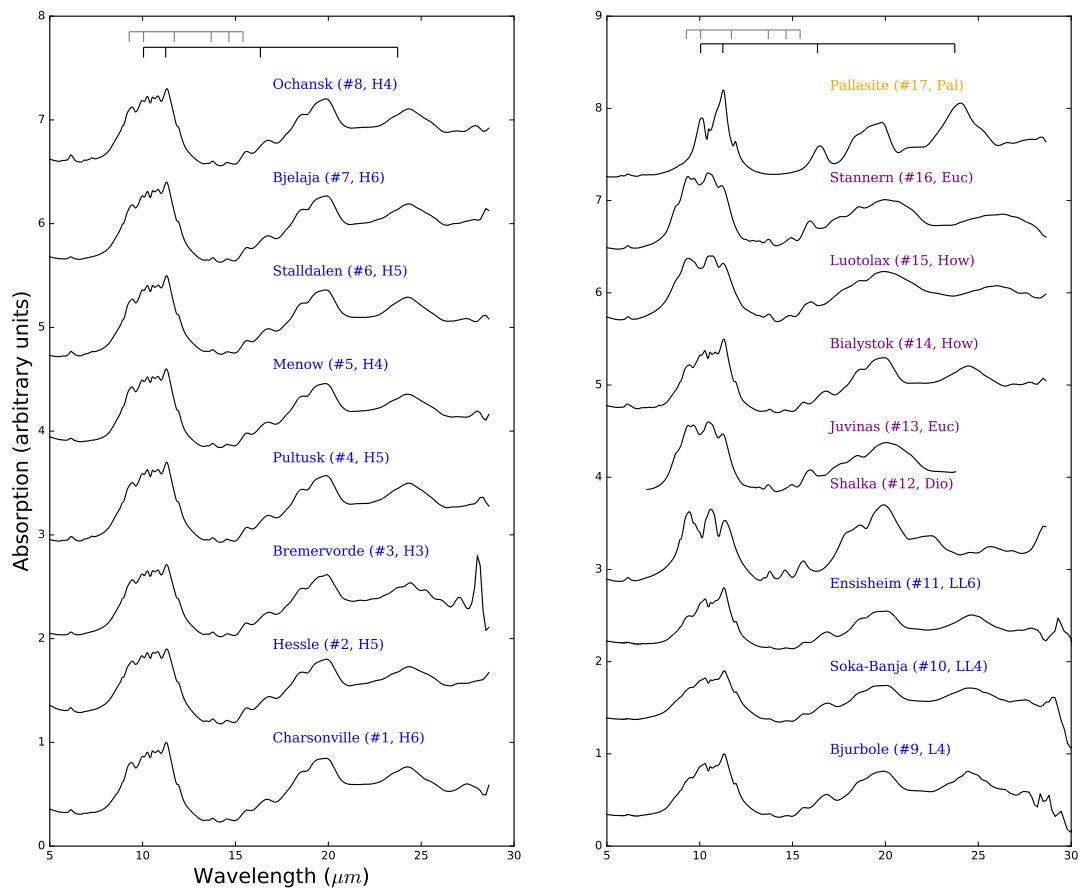 Absorption (arbitrary units)
8
7
6
5
4
3
2
1
0
Ochansk (#8, H4)
Bjelaja (#7, H6)
Stalldalen (#6, H5)
Menow (#5, H4)
Pultusk (#4, H5)
Bremervorde (#3, H3)
Hessle (#2, H5)
Charsonville (#1, H6)
5 10 15 20 25 30
Wavelength (μm)
9
8
7
6
5
4
3
2
1
0
Pallasite (#17, Pal)
Stannern (#16, Euc)
Luotolax (#15, How)
Bialystok (#14, How)
Juvinas (#13, Euc)
Shalka (#12, Dio)
Ensisheim (#11, LL6)
Soka-Banja (#10, LL4)
Bjurbole (#9, L4)
5 10 15 20 25 30